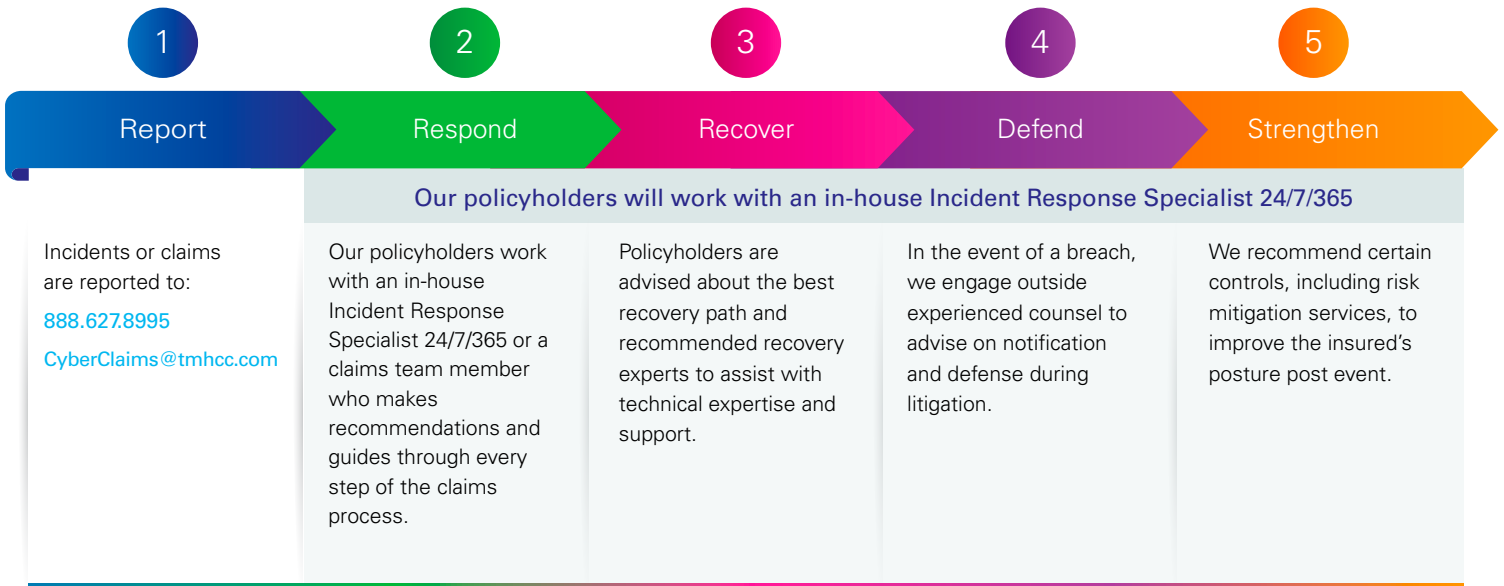 1
2
3
4
5
Report
Respond
Recover
Defend
Strengthen
Our policyholders will work with an in-house Incident Response Specialist 24/7/365
Incidents or claims
are reported to:
888.627.8995
CyberClaims@tmhcc.com
Our policyholders work
with an in-house
Incident Response
Specialist 24/7/365 or a
claims team member
who makes
recommendations and
guides through every
step of the claims
process.
Policyholders are
advised about the best
recovery path and
recommended recovery
experts to assist with
technical expertise and
support.
In the event of a breach,
we engage outside
experienced counsel to
advise on notification
and defense during
litigation.
We recommend certain
controls, including risk
mitigation services, to
improve the insured’s
posture post event.